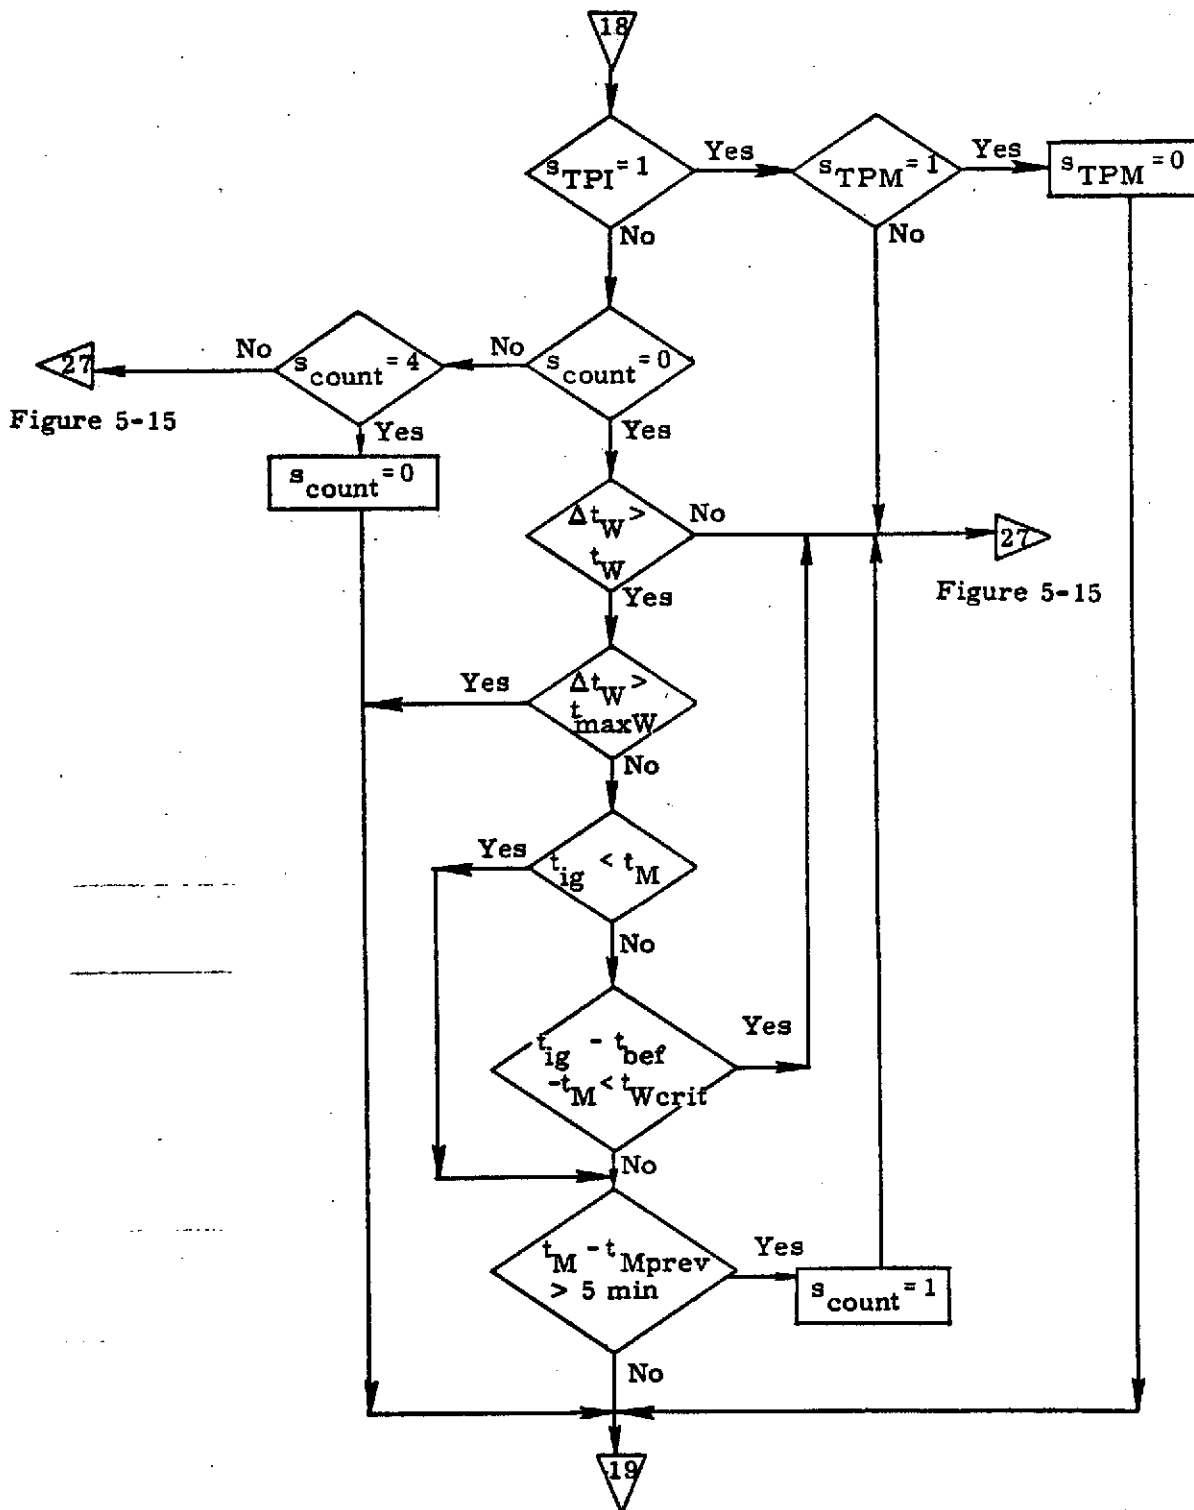 18
s_TPI = 1
Yes
s_TPM = 1
Yes
s_TPM = 0
No
No
27
No
s_count = 4
No
s_count = 0
Figure 5-15
Yes
Yes
s_count = 0
Δt_W >
t_W
No
27
Figure 5-15
Yes
Yes
Δt_W >
t_maxW
No
Yes
t_ig < t_M
No
t_ig - t_bef
-t_M < t_Wcrit
Yes
No
t_M - t_Mprev
> 5 min
Yes
s_count = 1
No
19